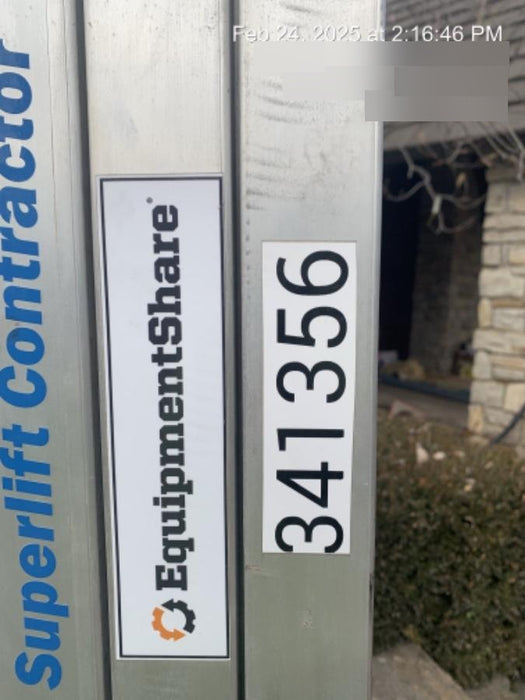 Feb 24, 2025 at 2:16:46 PM
Superlift Contractor
EquipmentShare®
341356